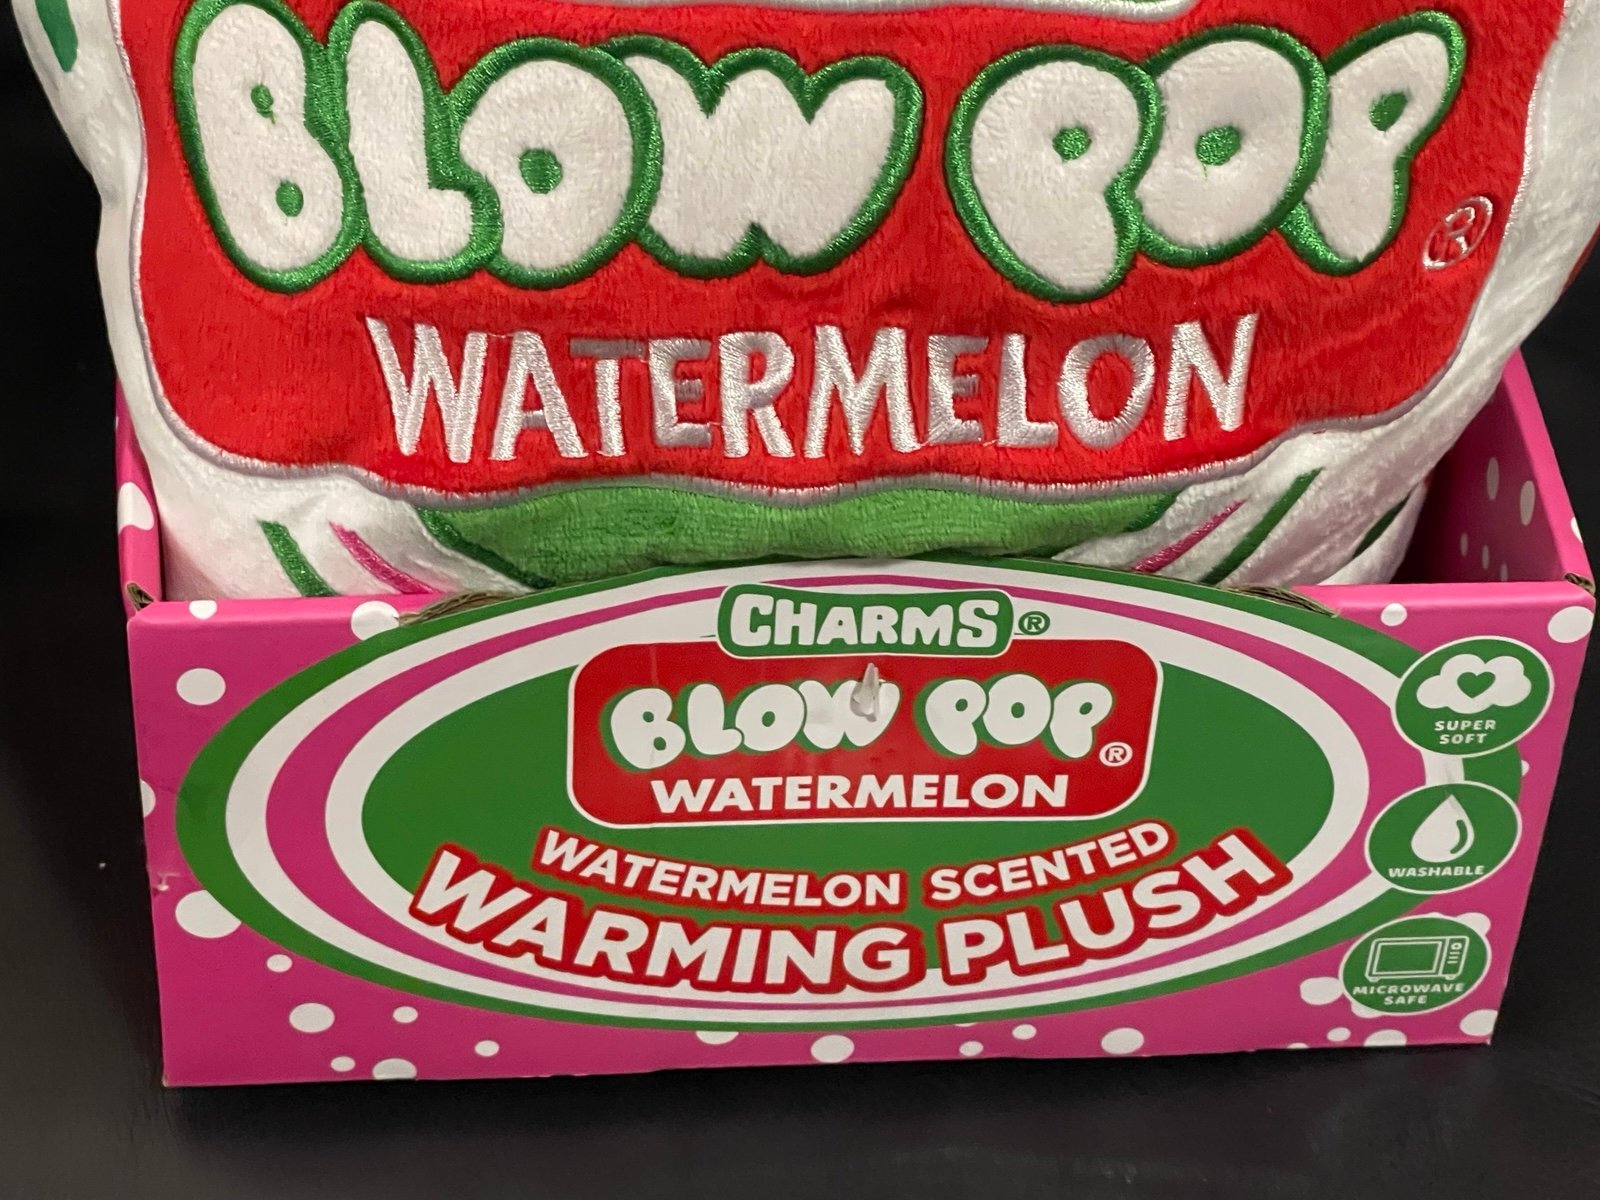 BLOW POP®
WATERMELON
CHARMS®
BLOW POP®
WATERMELON
WATERMELON SCENTED
WARMING PLUSH
SUPER
SOFT
WASHABLE
MICROWAVE
SAFE